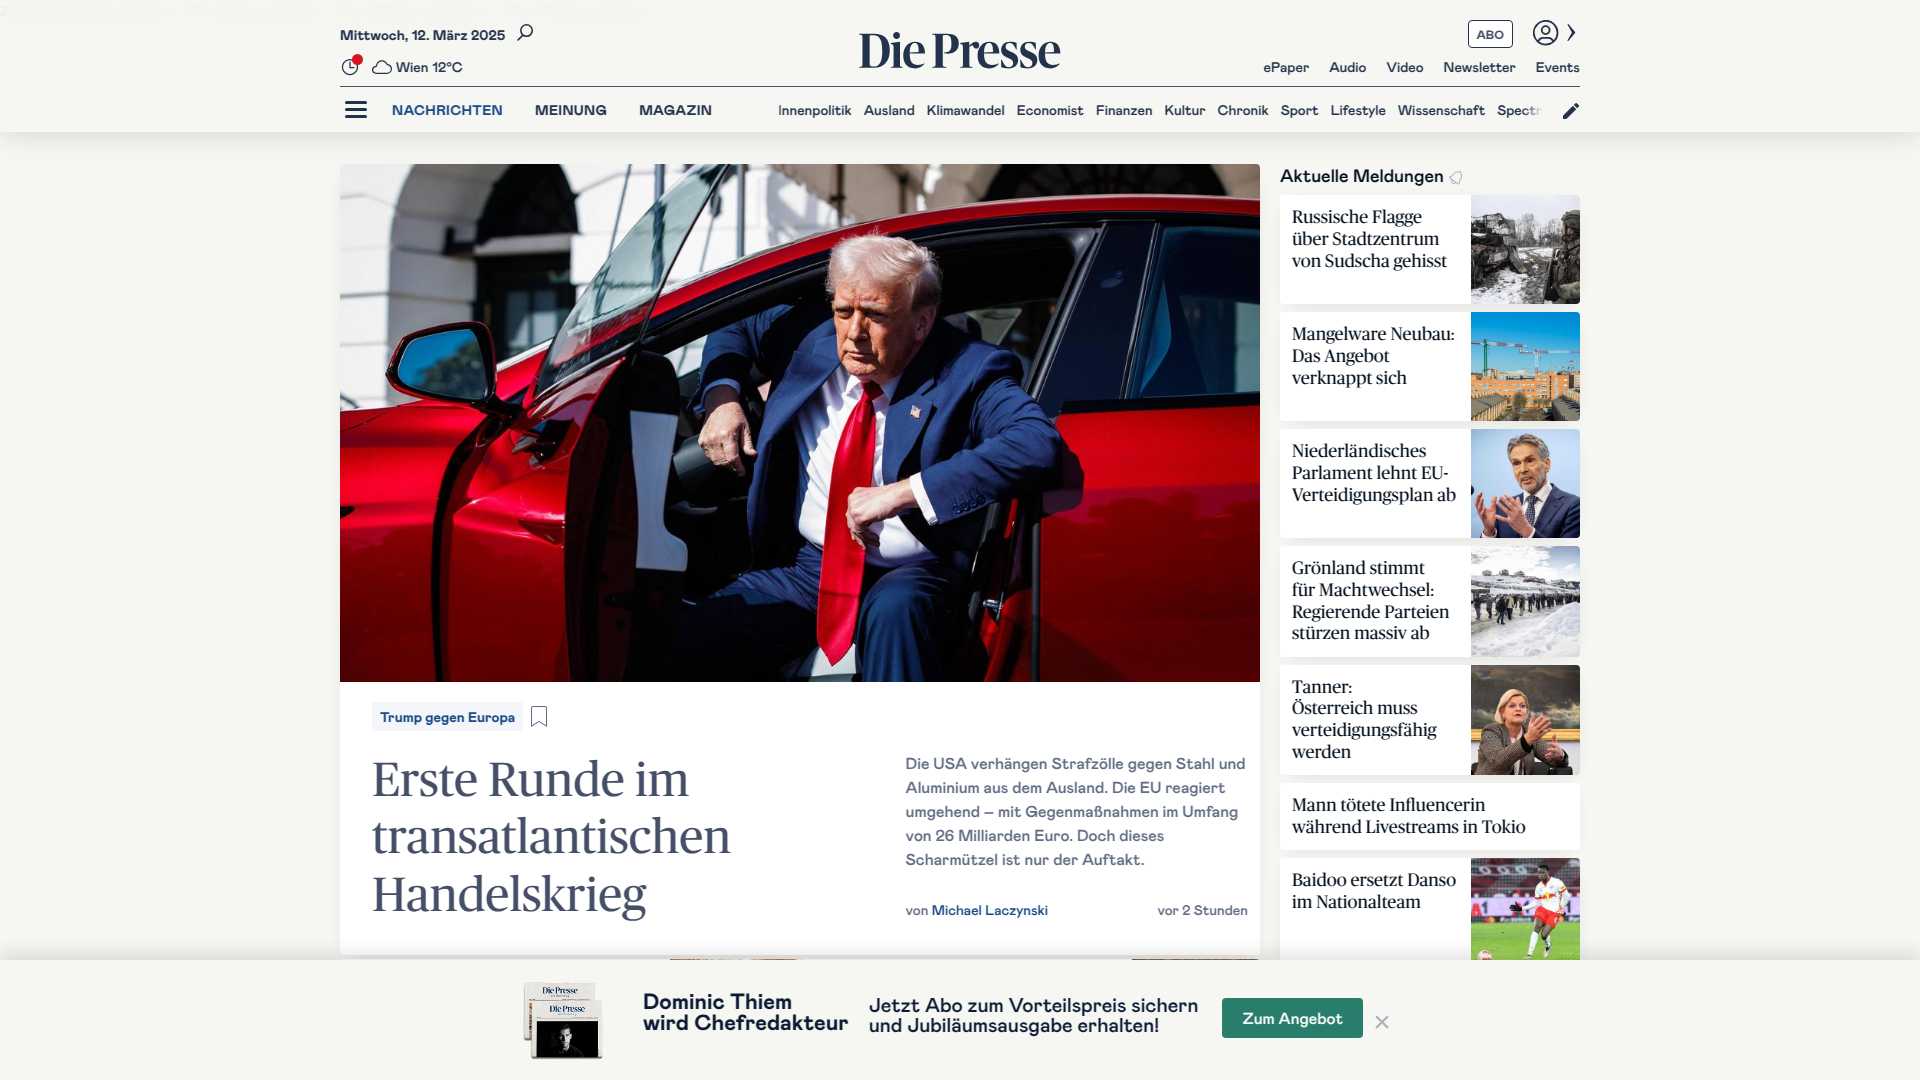 Mittwoch, 12. März 2025
Die Presse
ABO
Wien 12°C
ePaper Audio Video Newsletter Events
NACHRICHTEN MEINUNG MAGAZIN
Innenpolitik Ausland Klimawandel Economist Finanzen Kultur Chronik Sport Lifestyle Wissenschaft
Trump gegen Europa
Erste Runde im
transatlantischen
Handelskrieg
Die USA verhängen Strafzölle gegen Stahl und
Aluminium aus dem Ausland. Die EU reagiert
umgehend – mit Gegenmaßnahmen im Umfang
von 26 Milliarden Euro. Doch dieses
Scharmützel ist nur der Auftakt.
von Michael Laczynski
vor 2 Stunden
Aktuelle Meldungen
Russische Flagge
über Stadtzentrum
von Sudscha gehisst
Mangelware Neubau:
Das Angebot
verknappt sich
Niederländisches
Parlament lehnt EU-
Verteidigungsplan ab
Grönland stimmt
für Machtwechsel:
Regierende Parteien
stürzen massiv ab
Tanner:
Österreich muss
verteidigungsfähig
werden
Mann tötete Influencerin
während Livestreams in Tokio
Baidoo ersetzt Danso
im Nationalteam
Die Presse
Die Presse
Dominic Thiem
wird Chefredakteur
Jetzt Abo zum Vorteilspreis sichern
und Jubiläumsausgabe erhalten!
Zum Angebot